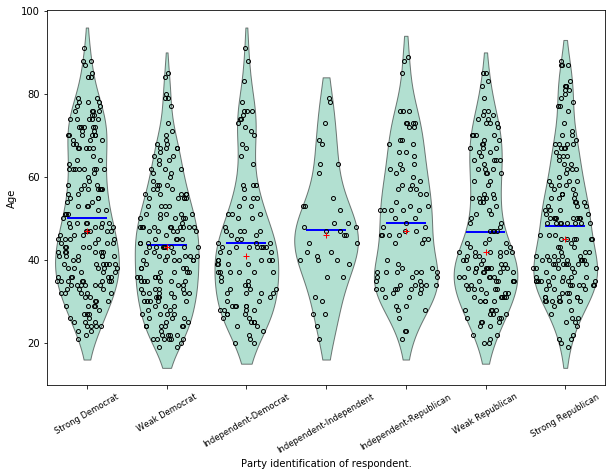 100
80
60
40
20
Age
Strong Democrat
Weak Democrat
Independent-Democrat
Independent-Independent
Independent-Republican
Weak Republican
Strong Republican
Party identification of respondent.